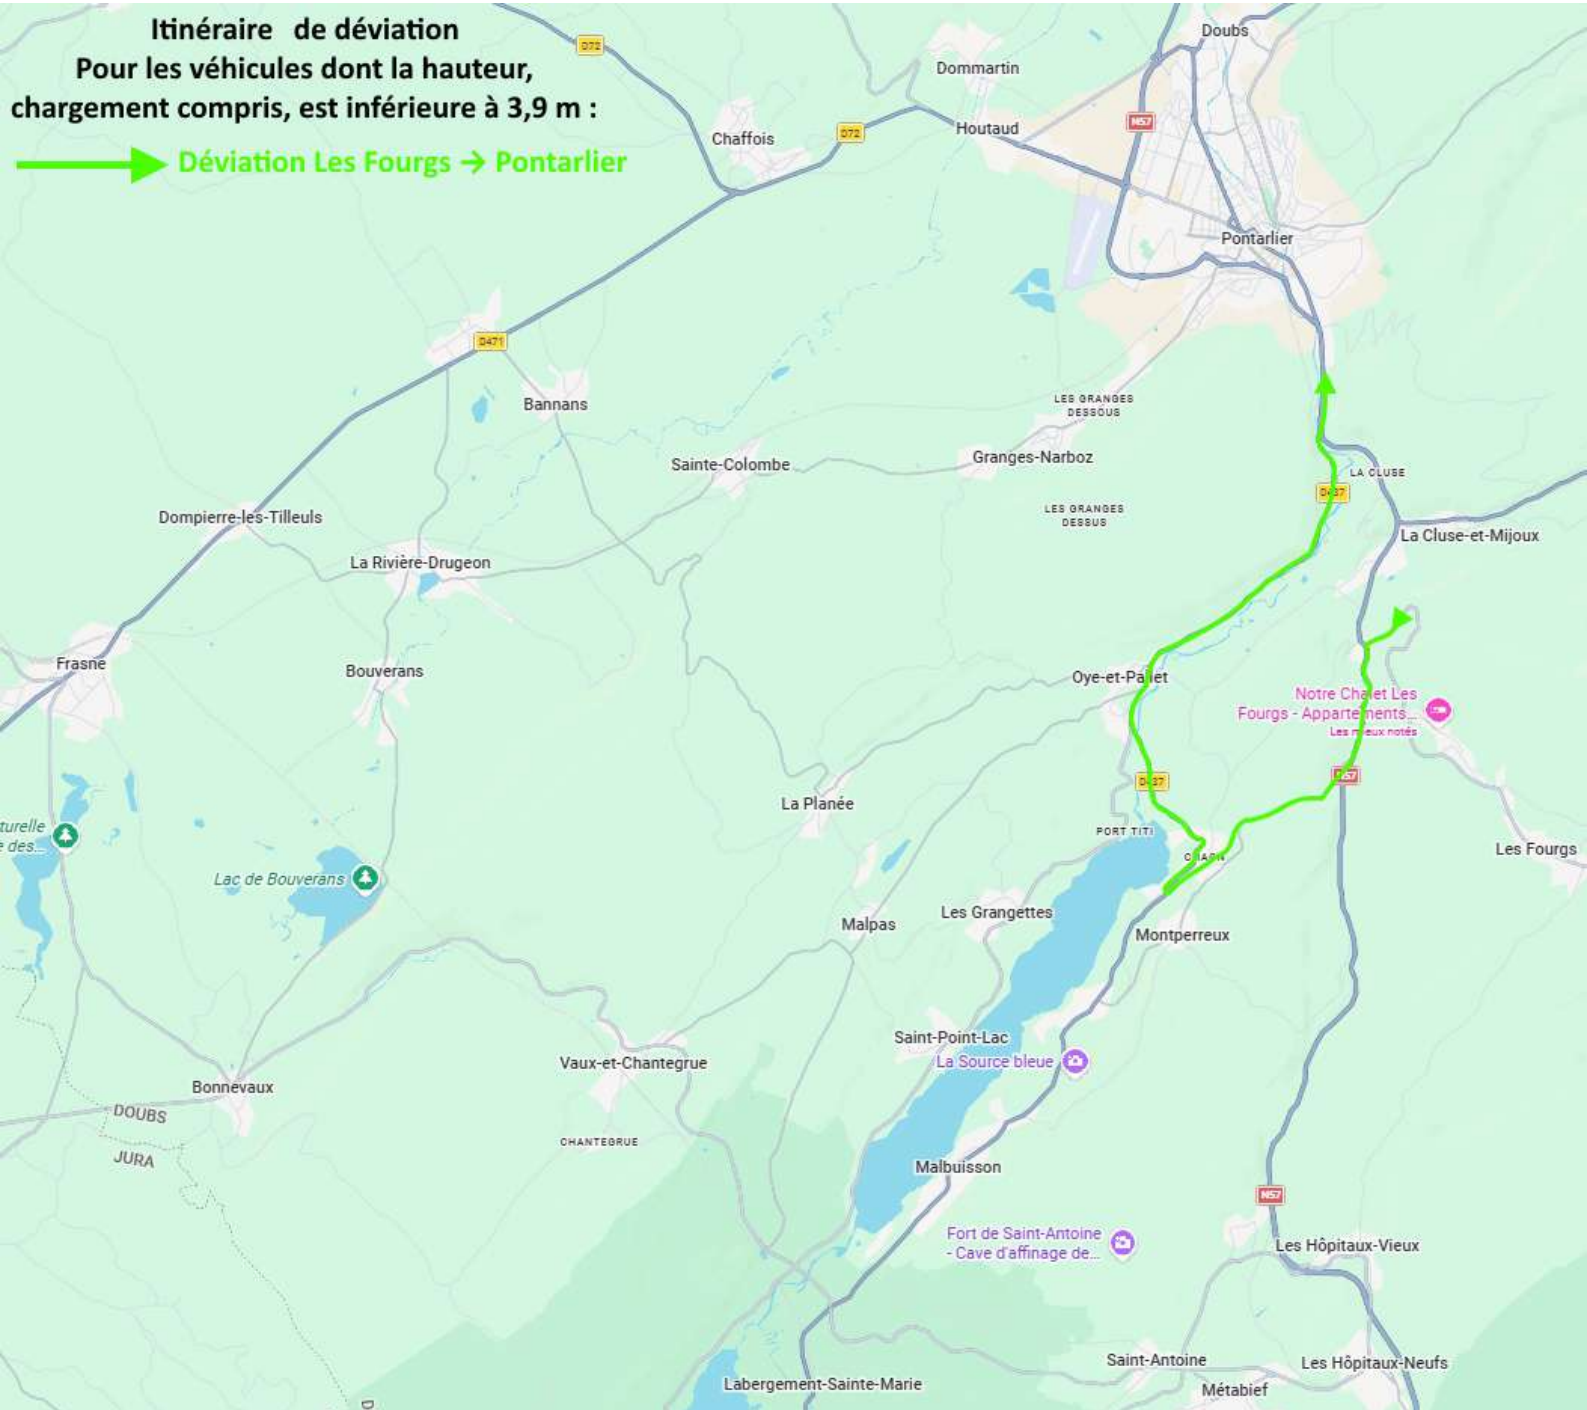 Itinéraire de déviation
Pour les véhicules dont la hauteur,
chargement compris, est inférieure à 3,9 m :
Déviation Les Fourgs → Pontarlier
Doubs
D72
Dommartin
N57
Houtaud
D72
Chaffois
Pontarlier
D471
Bannans
LES GRANGES
DESSOUS
Sainte-Colombe
Granges-Narboz
LA CLUSE
D437
LES GRANGES
DESSUS
Dompierre-les-Tilleuls
La Cluse-et-Mijoux
La Rivière-Drugeon
Frasne
Bouverans
Oye-et-Pallet
Notre Chalet Les
Fourgs - Appartements...
Les mieux notés
N57
D437
La Planée
PORT TITI
turelle
e des...
Les Fourgs
Lac de Bouverans
Malpas
Les Grangettes
Montperreux
Saint-Point-Lac
La Source bleue
Vaux-et-Chantegrue
Bonnevaux
DOUBS
JURA
CHANTEGRUE
Malbuisson
N57
Fort de Saint-Antoine
- Cave d'affinage de...
Les Hôpitaux-Vieux
Saint-Antoine
Les Hôpitaux-Neufs
Labergement-Sainte-Marie
Métabief
D